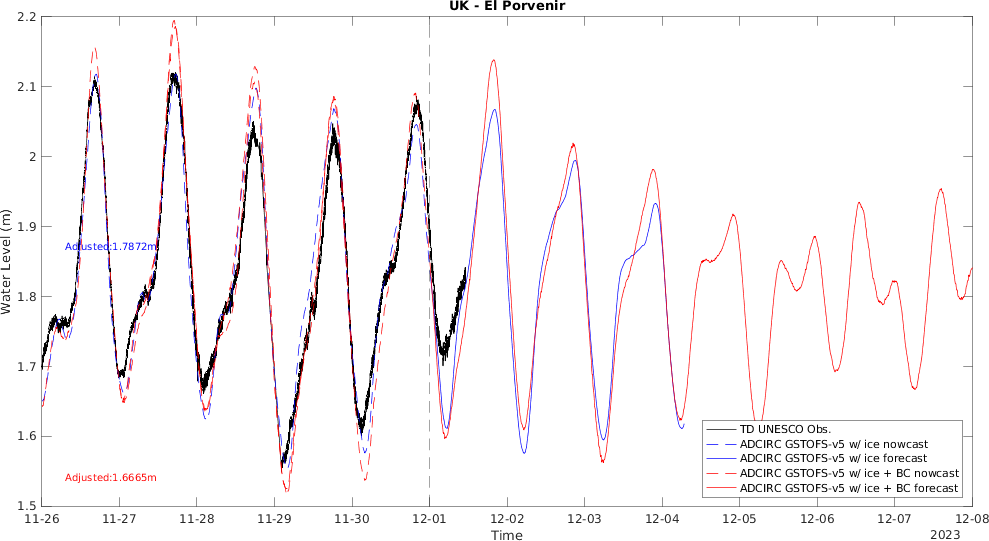 UK - El Porvenir
2.2
2.1
2
1.9
1.8
1.7
1.6
1.5
Water Level (m)
Adjusted:1.7872m
Adjusted:1.6665m
TD UNESCO Obs.
ADCIRC GSTOFS-v5 w/ ice nowcast
ADCIRC GSTOFS-v5 w/ ice forecast
ADCIRC GSTOFS-v5 w/ ice + BC nowcast
ADCIRC GSTOFS-v5 w/ ice + BC forecast
11-26 11-27 11-28 11-29 11-30 12-01 12-02 12-03 12-04 12-05 12-06 12-07 12-08
Time
2023